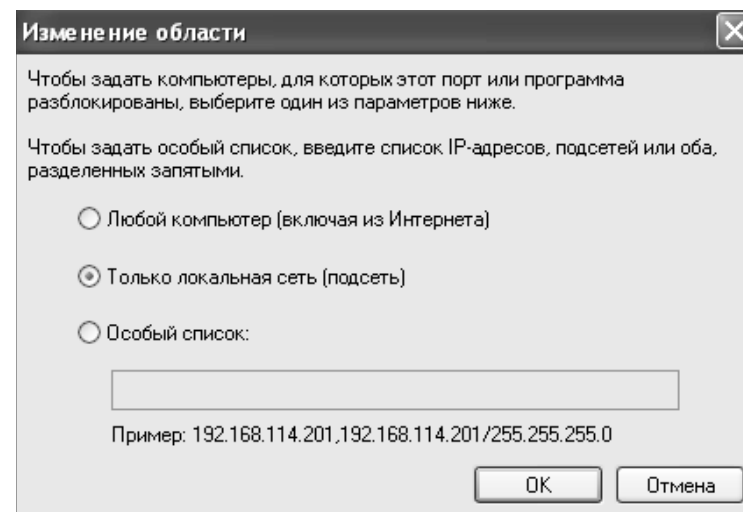 Изменение области
Чтобы задать компьютеры, для которых этот порт или программа
разблокированы, выберите один из параметров ниже.
Чтобы задать особый список, введите список IP-адресов, подсетей или оба,
разделенных запятыми.
Любой компьютер (включая из Интернета)
Только локальная сеть (подсеть)
Особый список:
Пример: 192.168.114.201,192.168.114.201/255.255.255.0
OK
Отмена